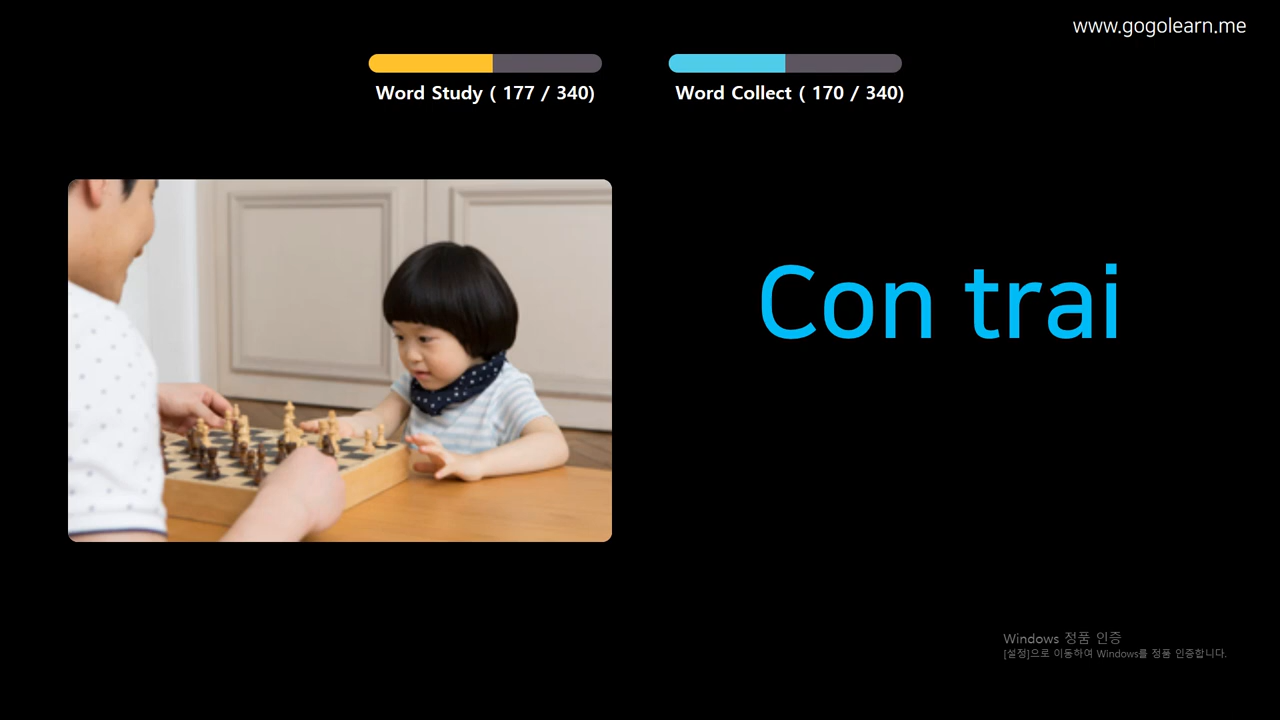 www.gogolearn.me
Word Study ( 177 / 340)
Word Collect ( 170 / 340)
Con trai
Windows 정품 인증
[설정]으로 이동하여 Windows를 정품 인증합니다.